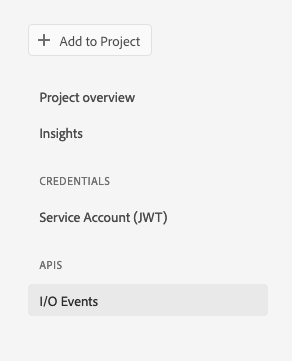 + Add to Project
Project overview
Insights
CREDENTIALS
Service Account (JWT)
APIS
I/O Events